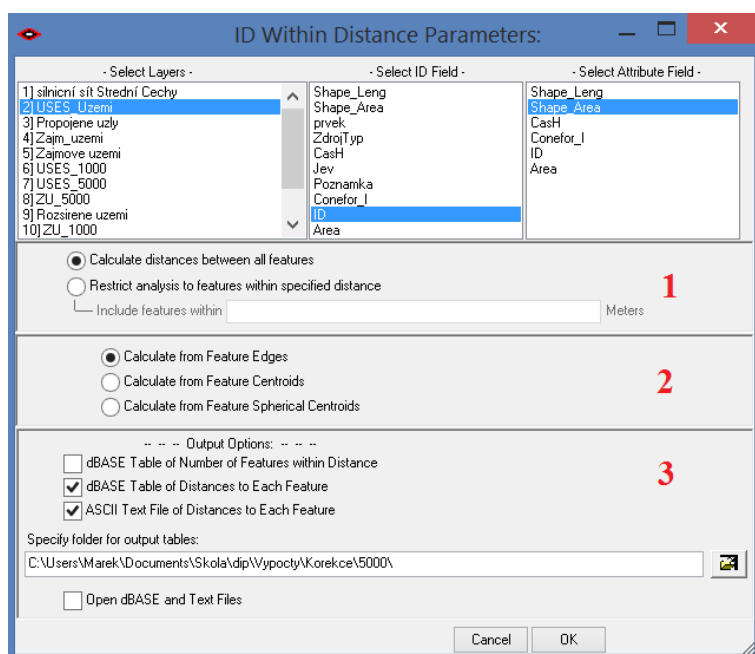 ID Within Distance Parameters:
- Select Layers -
1] silnicní sít Strední Cechy
2] USES_Uzemi
3] Propojene uzly
4] Zajm_uzemi
5] Zajmove uzemi
6] USES_1000
7] USES_5000
8] ZU_5000
9] Rozsirene uzemi
10] ZU_1000
- Select ID Field -
Shape_Leng
Shape_Area
prvek
ZdrojTyp
CasH
Jev
Poznamka
Conefor_I
ID
Area
- Select Attribute Field -
Shape_Leng
Shape_Area
CasH
Conefor_I
ID
Area
Calculate distances between all features
Restrict analysis to features within specified distance
Include features within
Meters
1
Calculate from Feature Edges
Calculate from Feature Centroids
Calculate from Feature Spherical Centroids
2
-- -- -- Output Options: -- -- --
dBASE Table of Number of Features within Distance
dBASE Table of Distances to Each Feature
ASCII Text File of Distances to Each Feature
3
Specify folder for output tables:
C:\Users\Marek\Documents\Skola\dip\Vypocty\Korekce\5000\
Open dBASE and Text Files
Cancel
OK